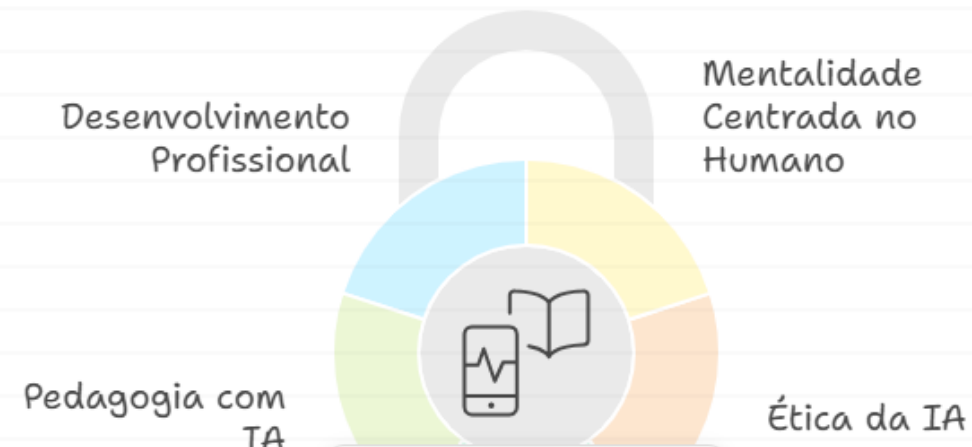 Desenvolvimento
Profissional
Mentalidade
Centrada no
Humano
Pedagogia com
IA
Ética da IA